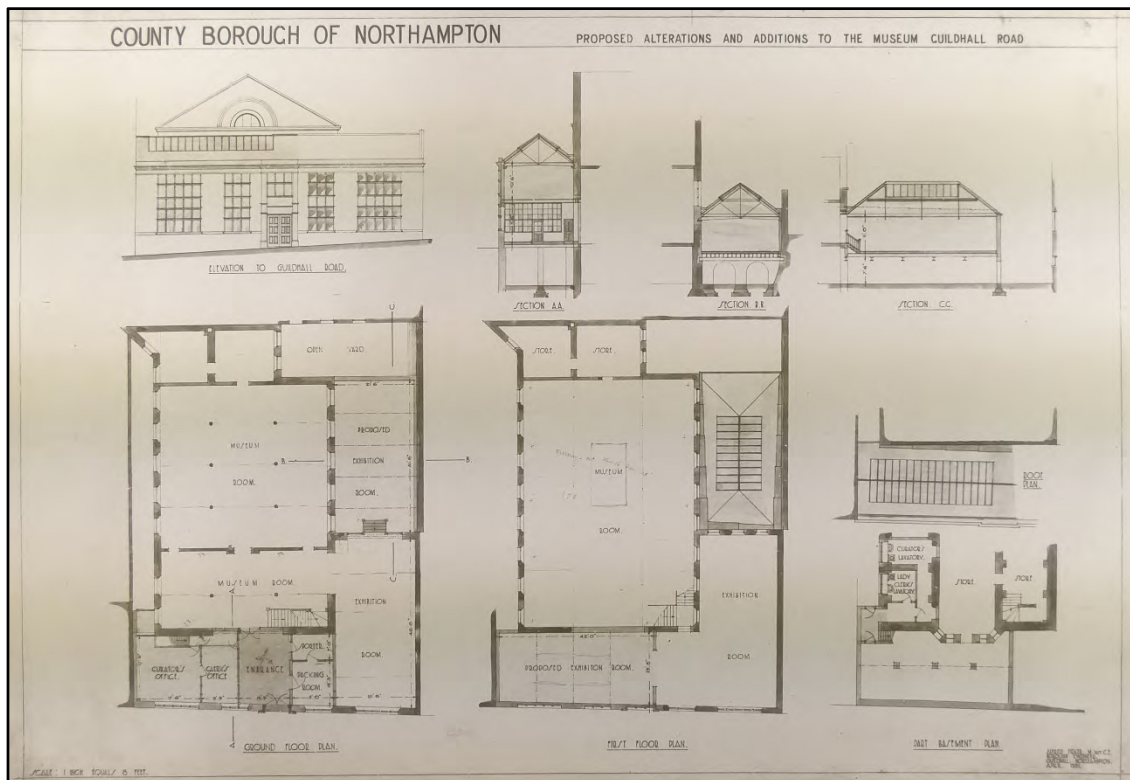 COUNTY BOROUGH OF NORTHAMPTON
PROPOSED ALTERATIONS AND ADDITIONS TO THE MUSEUM GUILDHALL ROAD
ELEVATION TO GUILDHALL ROAD.
SECTION A.A.
SECTION B.B.
SECTION C.C.
OPEN YARD
MUSEUM
ROOM.
PROPOSED
EXHIBITION
ROOM.
B.
B.
C
C
MUSEUM ROOM.
A
EXHIBITION
ROOM.
CURATOR'S
OFFICE.
CLERK'S
OFFICE
ENTRANCE
PORTER
PACKING
ROOM.
A
GROUND FLOOR PLAN.
STORE.
STORE.
MUSEUM
ROOM.
EXHIBITION
ROOM.
PROPOSED EXHIBITION ROOM.
FIRST FLOOR PLAN.
ROOF
PLAN.
CURATOR'S
LAVATORY.
LADY
CLERK'S
LAVATORY
STORE
STORE.
PART BASEMENT PLAN.
SCALE: 1 INCH EQUALS 8 FEET.